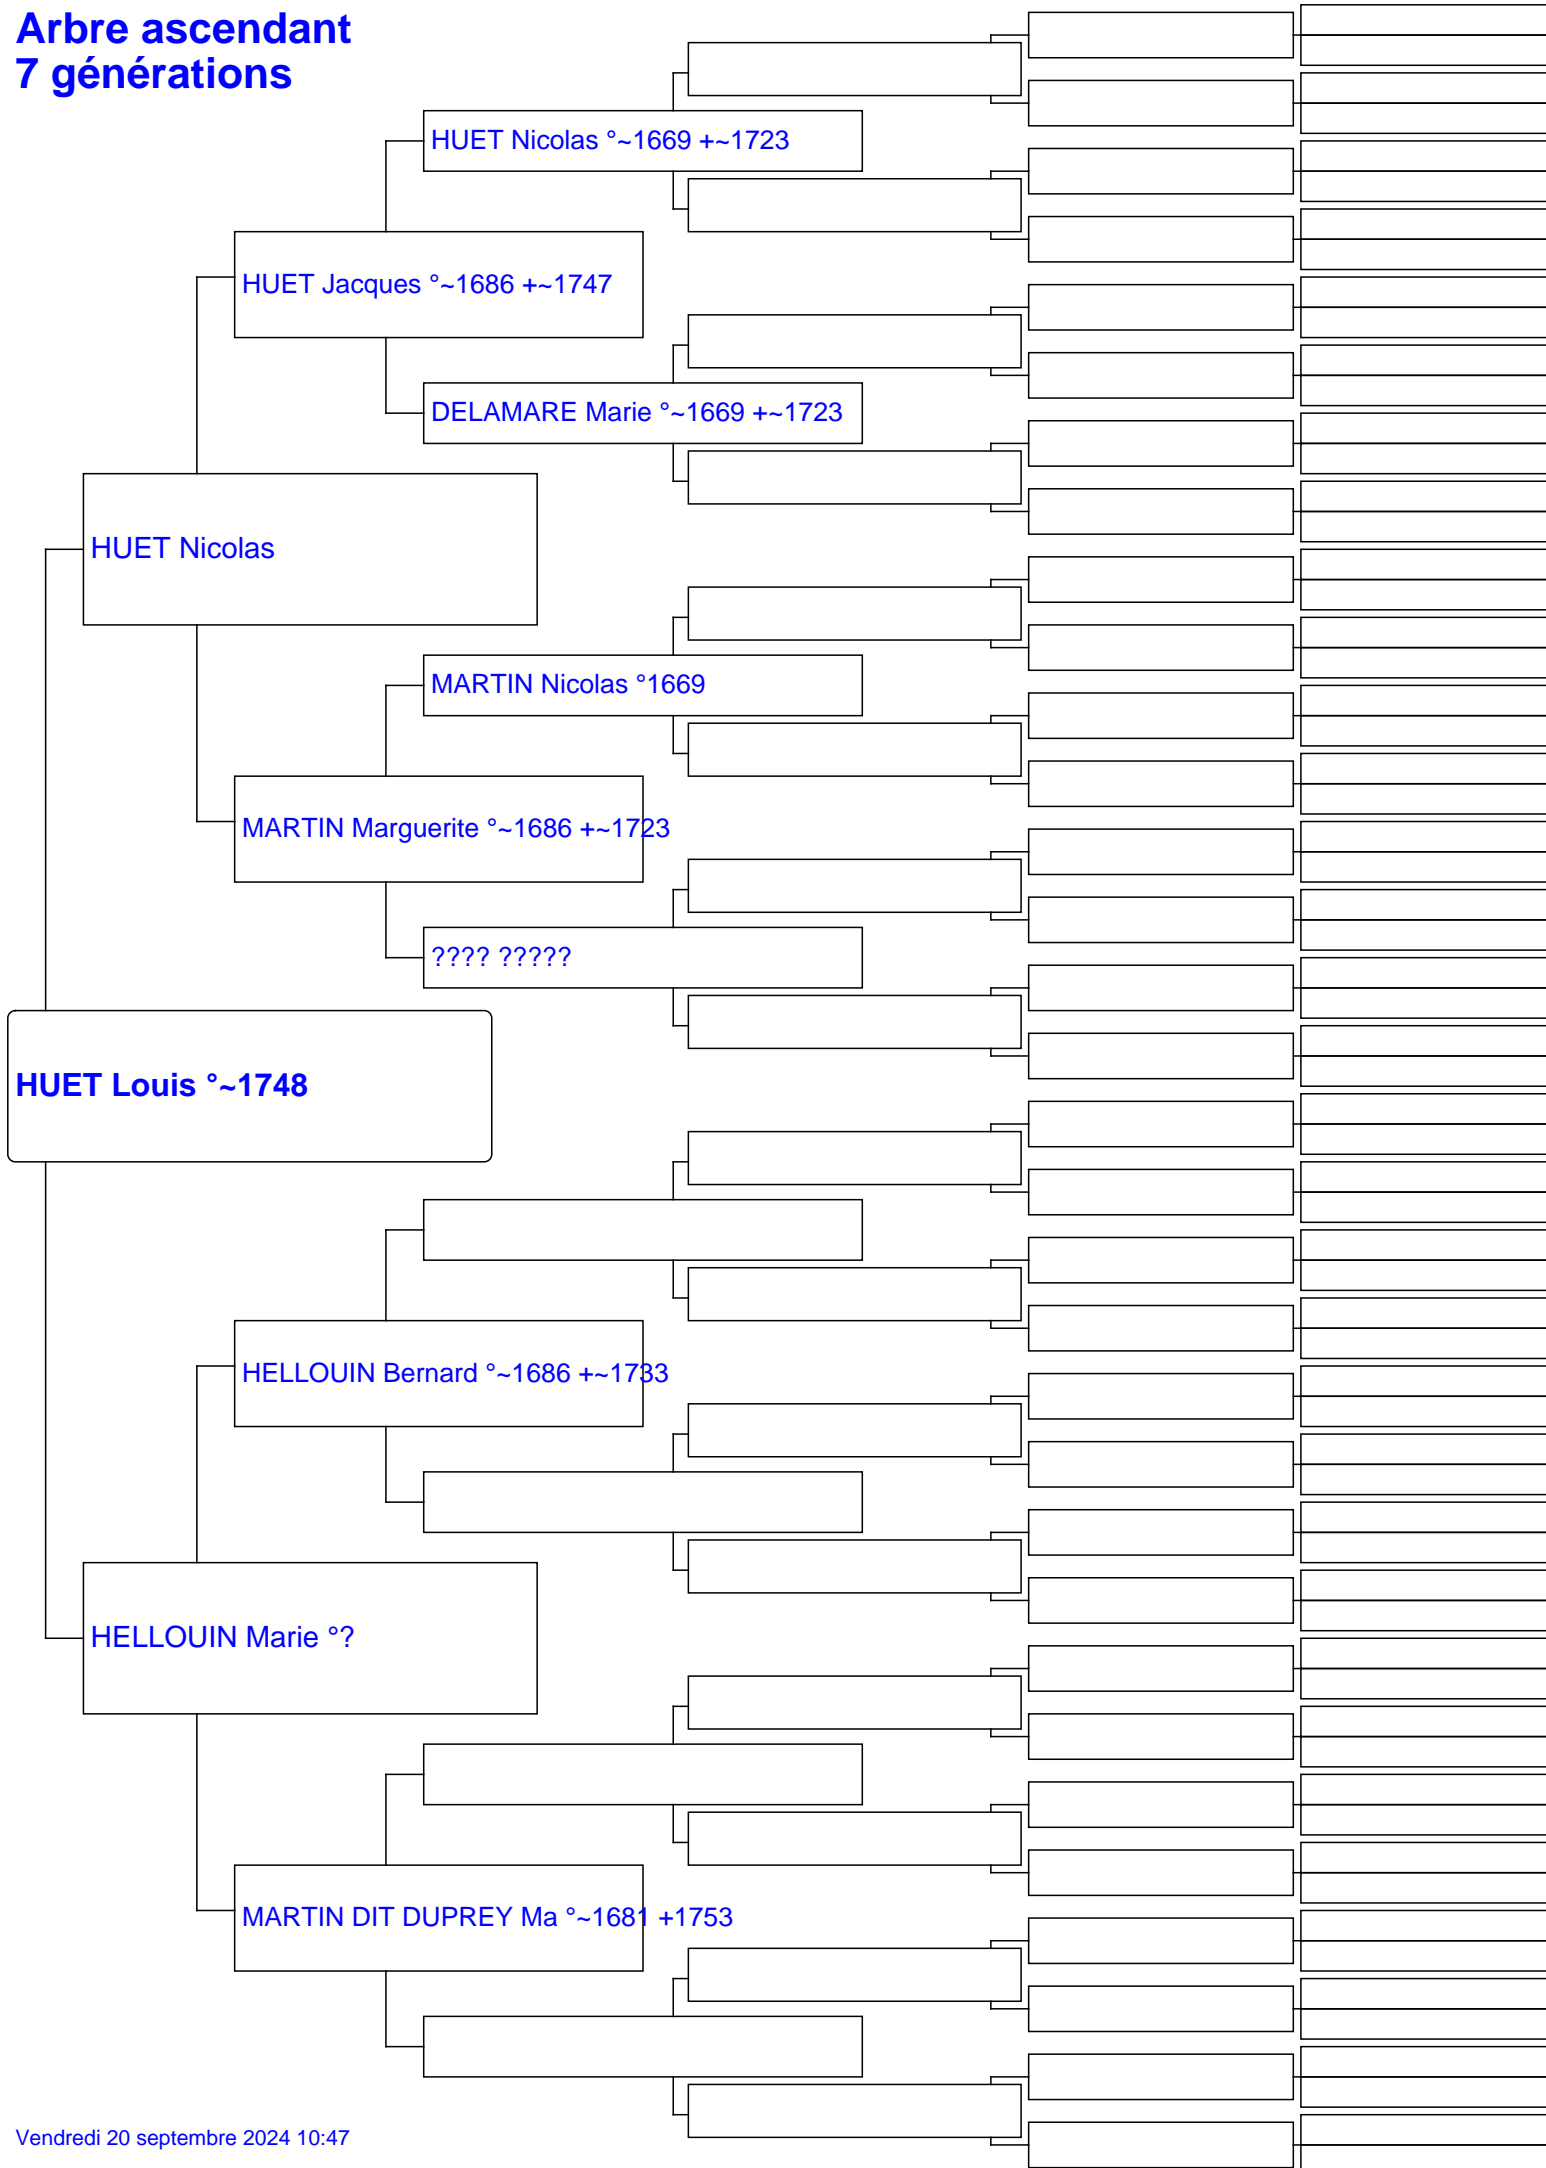 Arbre ascendant
7 générations
HUET Nicolas °~1669 +~1723
HUET Jacques °~1686 +~1747
DELAMARE Marie °~1669 +~1723
HUET Nicolas
MARTIN Nicolas °1669
MARTIN Marguerite °~1686 +~1723
???? ?????
HUET Louis °~1748
HELLOUIN Bernard °~1686 +~1733
HELLOUIN Marie °?
MARTIN DIT DUPREY Ma °~1681 +1753
Vendredi 20 septembre 2024 10:47